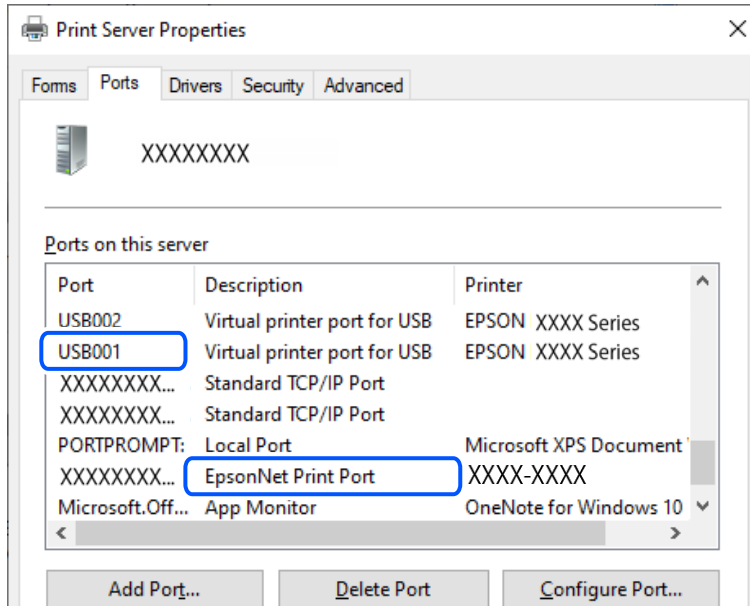 Print Server Properties
Forms Ports Drivers Security Advanced
XXXXXXXX
Ports on this server
Port Description Printer
USB002 Virtual printer port for USB EPSON XXXX Series
USB001 Virtual printer port for USB EPSON XXXX Series
XXXXXXXX... Standard TCP/IP Port
XXXXXXXX... Standard TCP/IP Port
PORTPROMPT: Local Port Microsoft XPS Document
XXXXXXXX... EpsonNet Print Port XXXX-XXXX
Microsoft.Off... App Monitor OneNote for Windows 10
Add Port... Delete Port Configure Port...